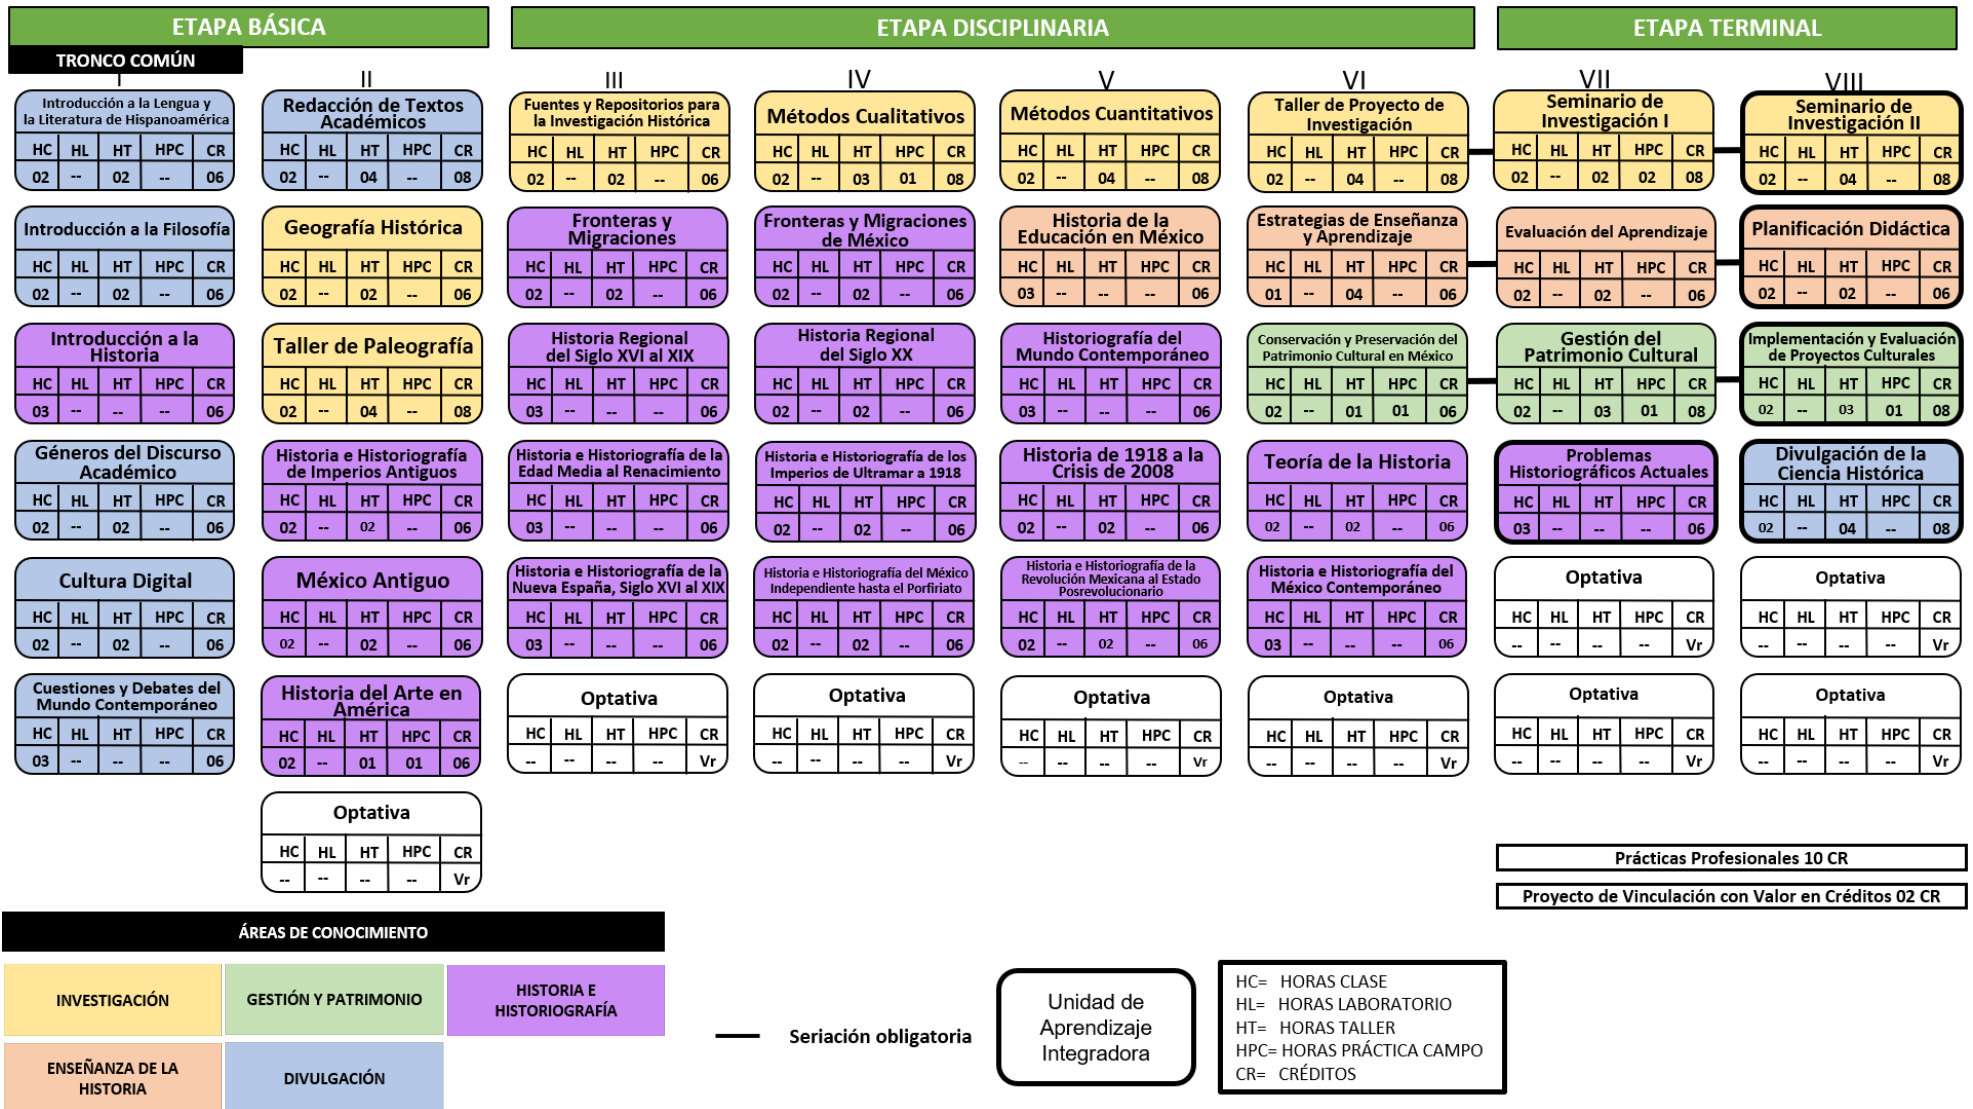 ETAPA BÁSICA
ETAPA DISCIPLINARIA
ETAPA TERMINAL
TRONCO COMÚN
I
II
III
IV
V
VI
VII
VIII
Introducción a la Lengua y
la Literatura de Hispanoamérica
HC HL HT HPC CR
02 -- 02 -- 06
Redacción de Textos
Académicos
HC HL HT HPC CR
02 -- 04 -- 08
Fuentes y Repositorios para
la Investigación Histórica
HC HL HT HPC CR
02 -- 02 -- 06
Métodos Cualitativos
HC HL HT HPC CR
02 -- 03 01 08
Métodos Cuantitativos
HC HL HT HPC CR
02 -- 04 -- 08
Taller de Proyecto de
Investigación
HC HL HT HPC CR
02 -- 04 -- 08
Seminario de
Investigación I
HC HL HT HPC CR
02 -- 02 02 08
Seminario de
Investigación II
HC HL HT HPC CR
02 -- 04 -- 08
Introducción a la Filosofía
HC HL HT HPC CR
02 -- 02 -- 06
Geografía Histórica
HC HL HT HPC CR
02 -- 02 -- 06
Fronteras y
Migraciones
HC HL HT HPC CR
02 -- 02 -- 06
Fronteras y Migraciones
de México
HC HL HT HPC CR
02 -- 02 -- 06
Historia de la
Educación en México
HC HL HT HPC CR
03 -- -- -- 06
Estrategias de Enseñanza
y Aprendizaje
HC HL HT HPC CR
01 -- 04 -- 06
Evaluación del Aprendizaje
HC HL HT HPC CR
02 -- 02 -- 06
Planificación Didáctica
HC HL HT HPC CR
02 -- 02 -- 06
Introducción a la
Historia
HC HL HT HPC CR
03 -- -- -- 06
Taller de Paleografía
HC HL HT HPC CR
02 -- 04 -- 08
Historia Regional
del Siglo XVI al XIX
HC HL HT HPC CR
03 -- -- -- 06
Historia Regional
del Siglo XX
HC HL HT HPC CR
02 -- 02 -- 06
Historiografía del
Mundo Contemporáneo
HC HL HT HPC CR
03 -- -- -- 06
Conservación y Preservación del
Patrimonio Cultural en México
HC HL HT HPC CR
02 -- 01 01 06
Gestión del
Patrimonio Cultural
HC HL HT HPC CR
02 -- 03 01 08
Implementación y Evaluación
de Proyectos Culturales
HC HL HT HPC CR
02 -- 03 01 08
Géneros del Discurso
Académico
HC HL HT HPC CR
02 -- 02 -- 06
Historia e Historiografía
de Imperios Antiguos
HC HL HT HPC CR
02 -- 02 -- 06
Historia e Historiografía de la
Edad Media al Renacimiento
HC HL HT HPC CR
03 -- -- -- 06
Historia e Historiografía de los
Imperios de Ultramar a 1918
HC HL HT HPC CR
02 -- 02 -- 06
Historia de 1918 a la
Crisis de 2008
HC HL HT HPC CR
02 -- 02 -- 06
Teoría de la Historia
HC HL HT HPC CR
02 -- 02 -- 06
Problemas
Historiográficos Actuales
HC HL HT HPC CR
03 -- -- -- 06
Divulgación de la
Ciencia Histórica
HC HL HT HPC CR
02 -- 04 -- 08
Cultura Digital
HC HL HT HPC CR
02 -- 02 -- 06
México Antiguo
HC HL HT HPC CR
02 -- 02 -- 06
Historia e Historiografía de la
Nueva España, Siglo XVI al XIX
HC HL HT HPC CR
03 -- -- -- 06
Historia e Historiografía del México
Independiente hasta el Porfiriato
HC HL HT HPC CR
02 -- 02 -- 06
Historia e Historiografía de la
Revolución Mexicana al Estado
Posrevolucionario
HC HL HT HPC CR
02 -- 02 -- 06
Historia e Historiografía del
México Contemporáneo
HC HL HT HPC CR
03 -- -- -- 06
Optativa
HC HL HT HPC CR
-- -- -- -- Vr
Optativa
HC HL HT HPC CR
-- -- -- -- Vr
Cuestiones y Debates del
Mundo Contemporáneo
HC HL HT HPC CR
03 -- -- -- 06
Historia del Arte en
América
HC HL HT HPC CR
02 -- 01 01 06
Optativa
HC HL HT HPC CR
-- -- -- -- Vr
Optativa
HC HL HT HPC CR
-- -- -- -- Vr
Optativa
HC HL HT HPC CR
-- -- -- -- Vr
Optativa
HC HL HT HPC CR
-- -- -- -- Vr
Optativa
HC HL HT HPC CR
-- -- -- -- Vr
Optativa
HC HL HT HPC CR
-- -- -- -- Vr
Optativa
HC HL HT HPC CR
-- -- -- -- Vr
Prácticas Profesionales 10 CR
Proyecto de Vinculación con Valor en Créditos 02 CR
ÁREAS DE CONOCIMIENTO
INVESTIGACIÓN
GESTIÓN Y PATRIMONIO
HISTORIA E
HISTORIOGRAFÍA
ENSEÑANZA DE LA
HISTORIA
DIVULGACIÓN
Seriación obligatoria
Unidad de
Aprendizaje
Integradora
HC= HORAS CLASE
HL= HORAS LABORATORIO
HT= HORAS TALLER
HPC= HORAS PRÁCTICA CAMPO
CR= CRÉDITOS